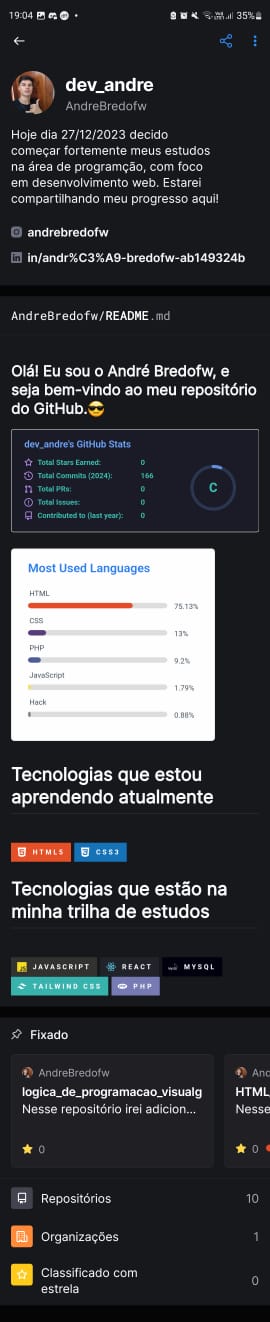 19:04
35%
dev_andre
AndreBredofw
Hoje dia 27/12/2023 decido
começar fortemente meus estudos
na área de programção, com foco
em desenvolvimento web. Estarei
compartilhando meu progresso aqui!
andrebredofw
in/andr%C3%A9-bredofw-ab149324b
AndreBredofw/README.md
Olá! Eu sou o André Bredofw, e
seja bem-vindo ao meu repositório
do GitHub.😎
dev_andre's GitHub Stats
Total Stars Earned: 0
Total Commits (2024): 166
Total PRs: 0
Total Issues: 0
Contributed to (last year): 0
C
Most Used Languages
HTML
75.13%
CSS
13%
PHP
9.2%
JavaScript
1.79%
Hack
0.86%
Tecnologias que estou
aprendendo atualmente
HTML5 CSS3
Tecnologias que estão na
minha trilha de estudos
JAVASCRIPT REACT MYSQL
TAILWIND CSS PHP
Fixado
AndreBredofw
logica_de_programacao_visualg
Nesse repositório irei adicion...
0
And
HTML_
Nesse
0
Repositórios 10
Organizações 1
Classificado com
estrela 0